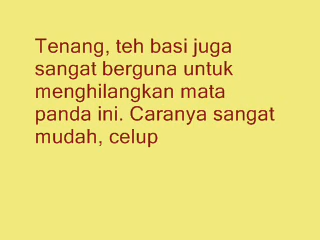 Tenang, teh basi juga
sangat berguna untuk
menghilangkan mata
panda ini. Caranya sangat
mudah, celup